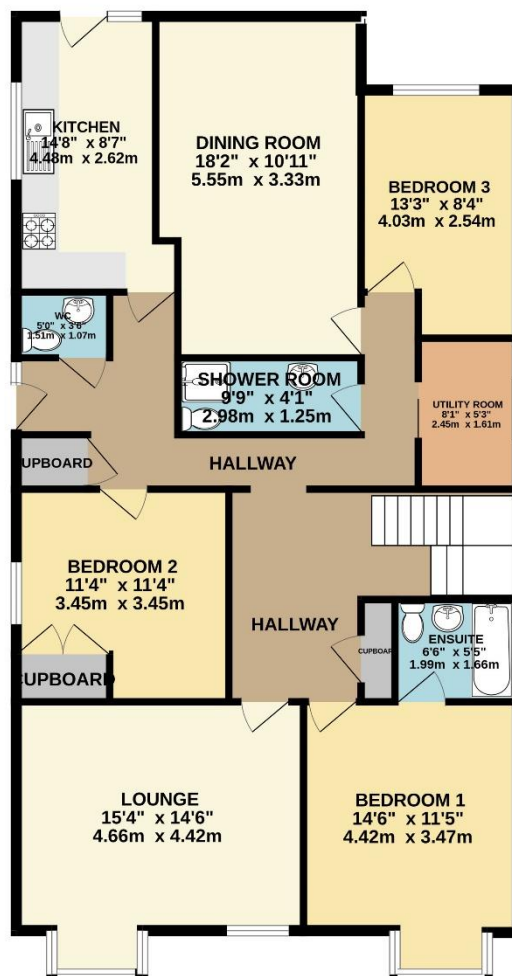 KITCHEN
14'8" x 8'7"
4.48m x 2.62m
DINING ROOM
18'2" x 10'11"
5.55m x 3.33m
BEDROOM 3
13'3" x 8'4"
4.03m x 2.54m
WC
5'0" x 3'6"
1.51m x 1.07m
SHOWER ROOM
9'9" x 4'1"
2.98m x 1.25m
UTILITY ROOM
8'1" x 5'3"
2.45m x 1.61m
CUPBOARD
HALLWAY
BEDROOM 2
11'4" x 11'4"
3.45m x 3.45m
CUPBOARD
HALLWAY
CUPBOARD
ENSUITE
6'6" x 5'5"
1.99m x 1.66m
LOUNGE
15'4" x 14'6"
4.66m x 4.42m
BEDROOM 1
14'6" x 11'5"
4.42m x 3.47m